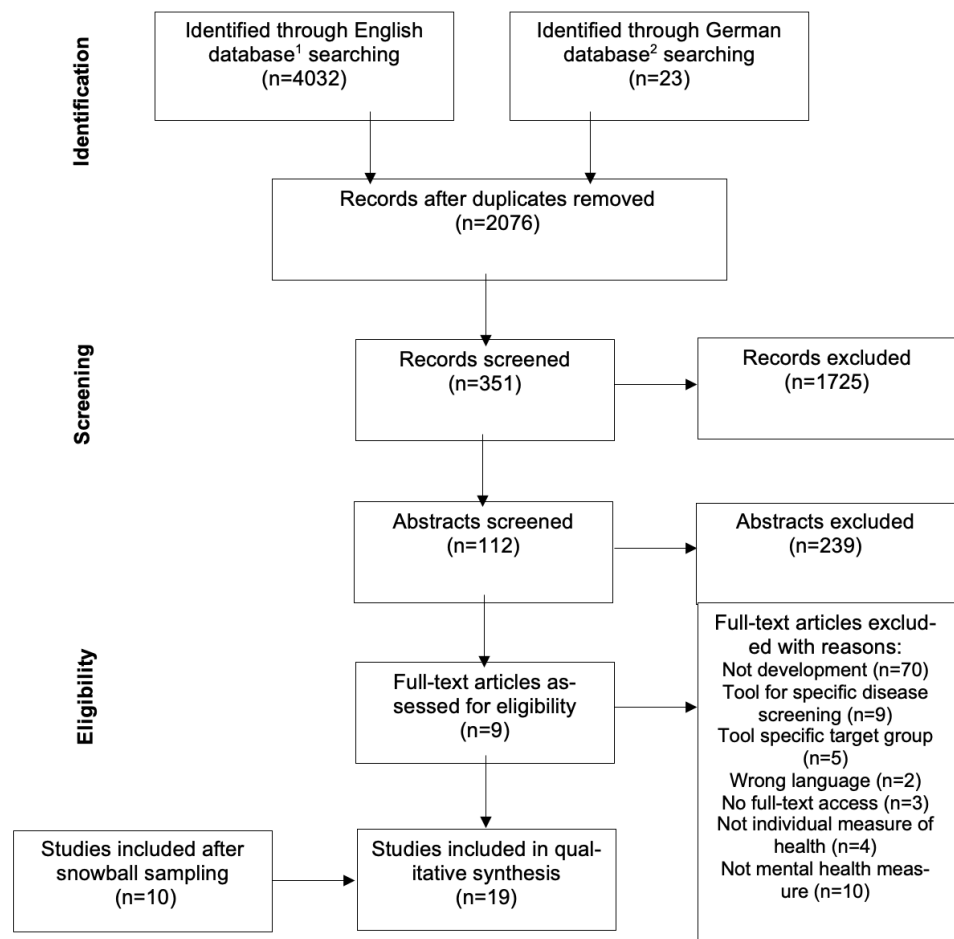 Identification
Identified through English
database¹ searching
(n=4032)
Identified through German
database² searching
(n=23)
Records after duplicates removed
(n=2076)
Screening
Records screened
(n=351)
Records excluded
(n=1725)
Abstracts screened
(n=112)
Abstracts excluded
(n=239)
Eligibility
Full-text articles as-
sessed for eligibility
(n=9)
Full-text articles exclud-
ed with reasons:
Not development (n=70)
Tool for specific disease
screening (n=9)
Tool specific target group
(n=5)
Wrong language (n=2)
No full-text access (n=3)
Not individual measure of
health (n=4)
Not mental health meas-
ure (n=10)
Studies included after
snowball sampling
(n=10)
Studies included in qual-
itative synthesis
(n=19)